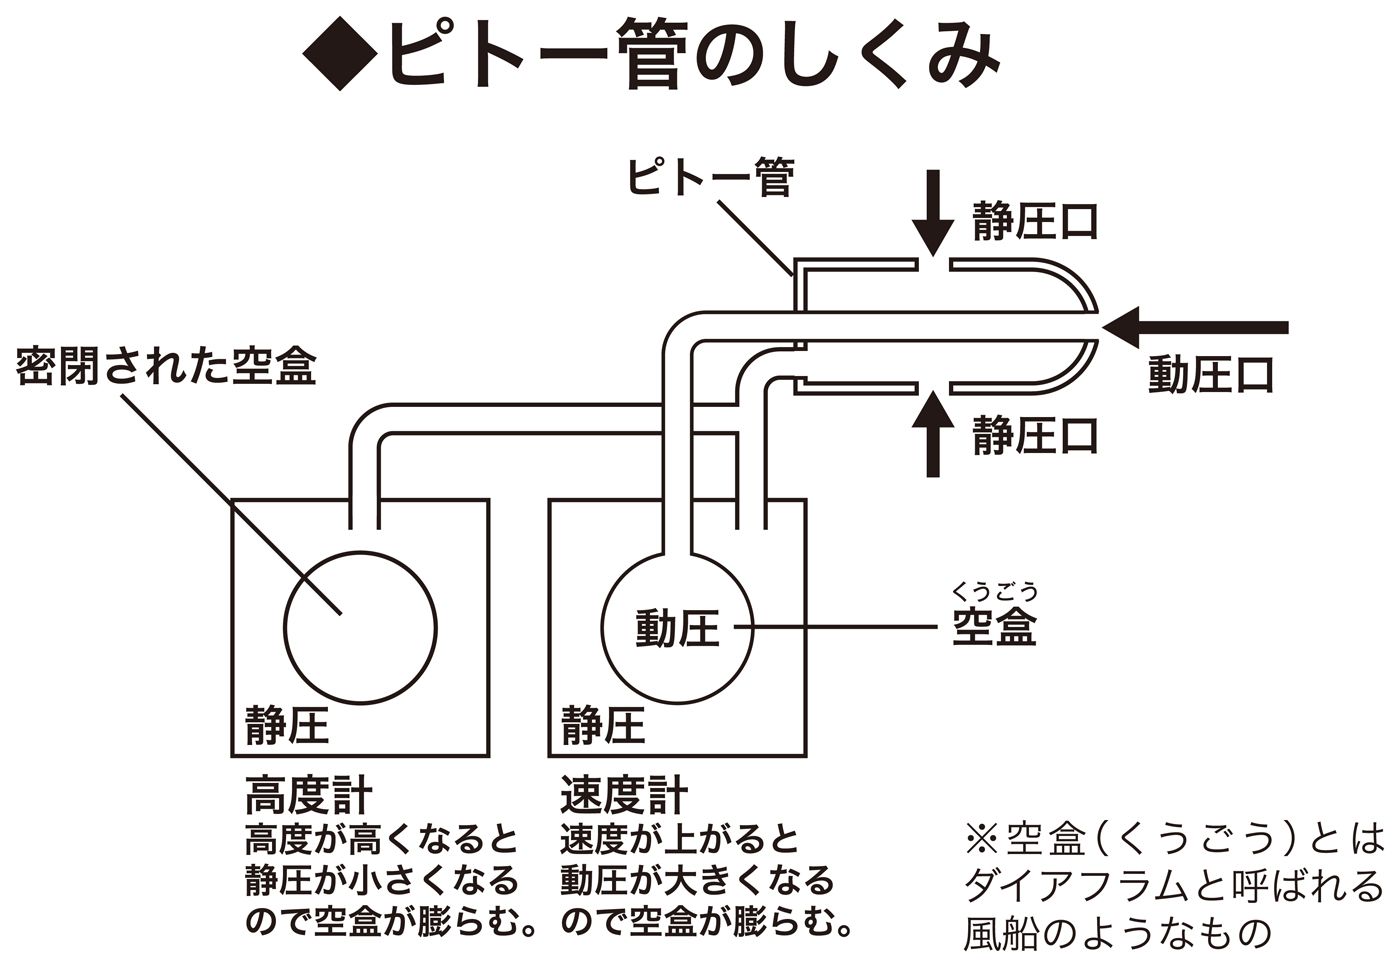 ◆ピトー管のしくみ
ピトー管
静圧口
動圧口
静圧口
密閉された空盒
くうごう
空盒
動圧
静圧
静圧
高度計
高度が高くなると
静圧が小さくなる
ので空盒が膨らむ。
速度計
速度が上がると
動圧が大きくなる
ので空盒が膨らむ。
※空盒(くうごう)とは
ダイアフラムと呼ばれる
風船のようなもの